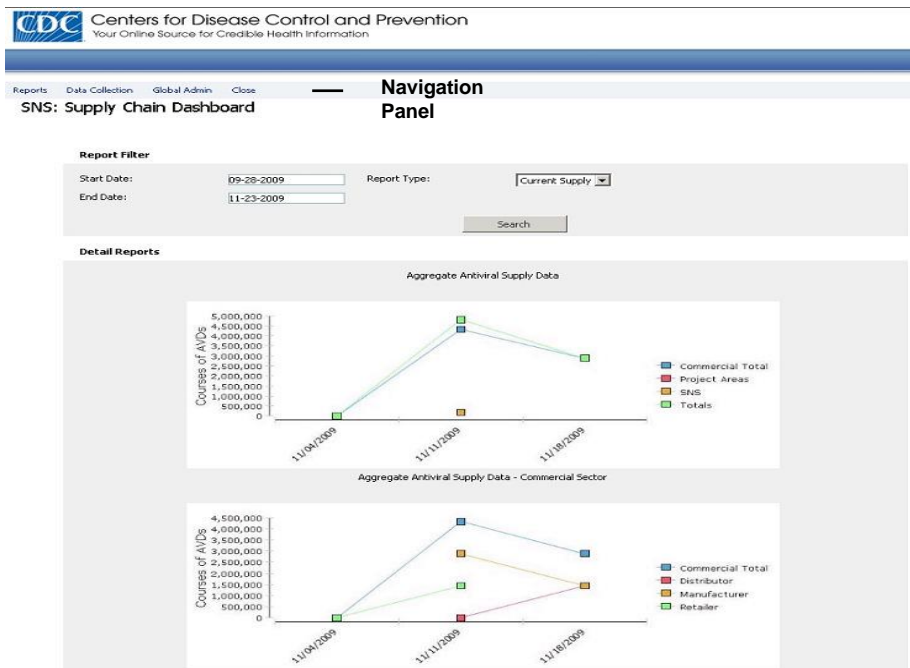 CDC Centers for Disease Control and Prevention
Your Online Source for Credible Health Information
Reports Data Collection Global Admin Close
Navigation
Panel
SNS: Supply Chain Dashboard
Report Filter
Start Date: 09-28-2009 Report Type: Current Supply
End Date: 11-23-2009
Search
Detail Reports
Aggregate Antiviral Supply Data
Courses of AVDs
5,000,000
4,500,000
4,000,000
3,500,000
3,000,000
2,500,000
2,000,000
1,500,000
1,000,000
500,000
0
11/04/2009 11/11/2009 11/18/2009
Commercial Total
Project Areas
SNS
Totals
Aggregate Antiviral Supply Data - Commercial Sector
Courses of AVDs
4,500,000
4,000,000
3,500,000
3,000,000
2,500,000
2,000,000
1,500,000
1,000,000
500,000
0
11/04/2009 11/11/2009 11/18/2009
Commercial Total
Distributor
Manufacturer
Retailer